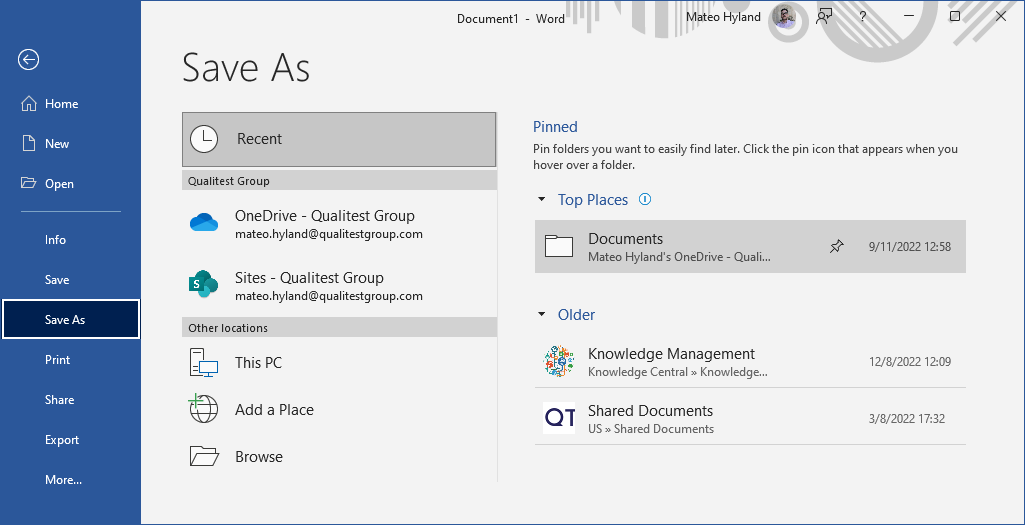 Document1 - Word
Mateo Hyland
?
Home
New
Open
Info
Save
Save As
Print
Share
Export
More...
Save As
Recent
Qualitest Group
OneDrive - Qualitest Group
mateo.hyland@qualitestgroup.com
S
Sites - Qualitest Group
mateo.hyland@qualitestgroup.com
Other locations
This PC
Add a Place
Browse
Pinned
Pin folders you want to easily find later. Click the pin icon that appears when you
hover over a folder.
Top Places
Documents
Mateo Hyland's OneDrive - Quali...
9/11/2022 12:58
Older
Knowledge Management
Knowledge Central » Knowledge...
12/8/2022 12:09
QT
Shared Documents
US » Shared Documents
3/8/2022 17:32